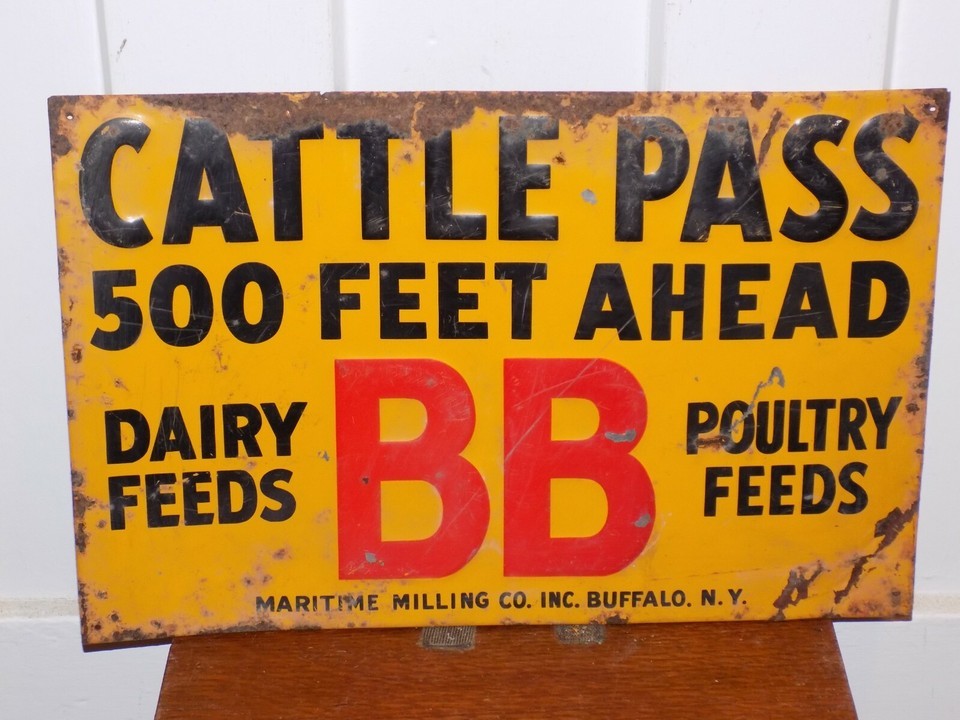 CATTLE PASS
500 FEET AHEAD
DAIRY FEEDS
BB
POULTRY FEEDS
MARITIME MILLING CO. INC. BUFFALO. N.Y.